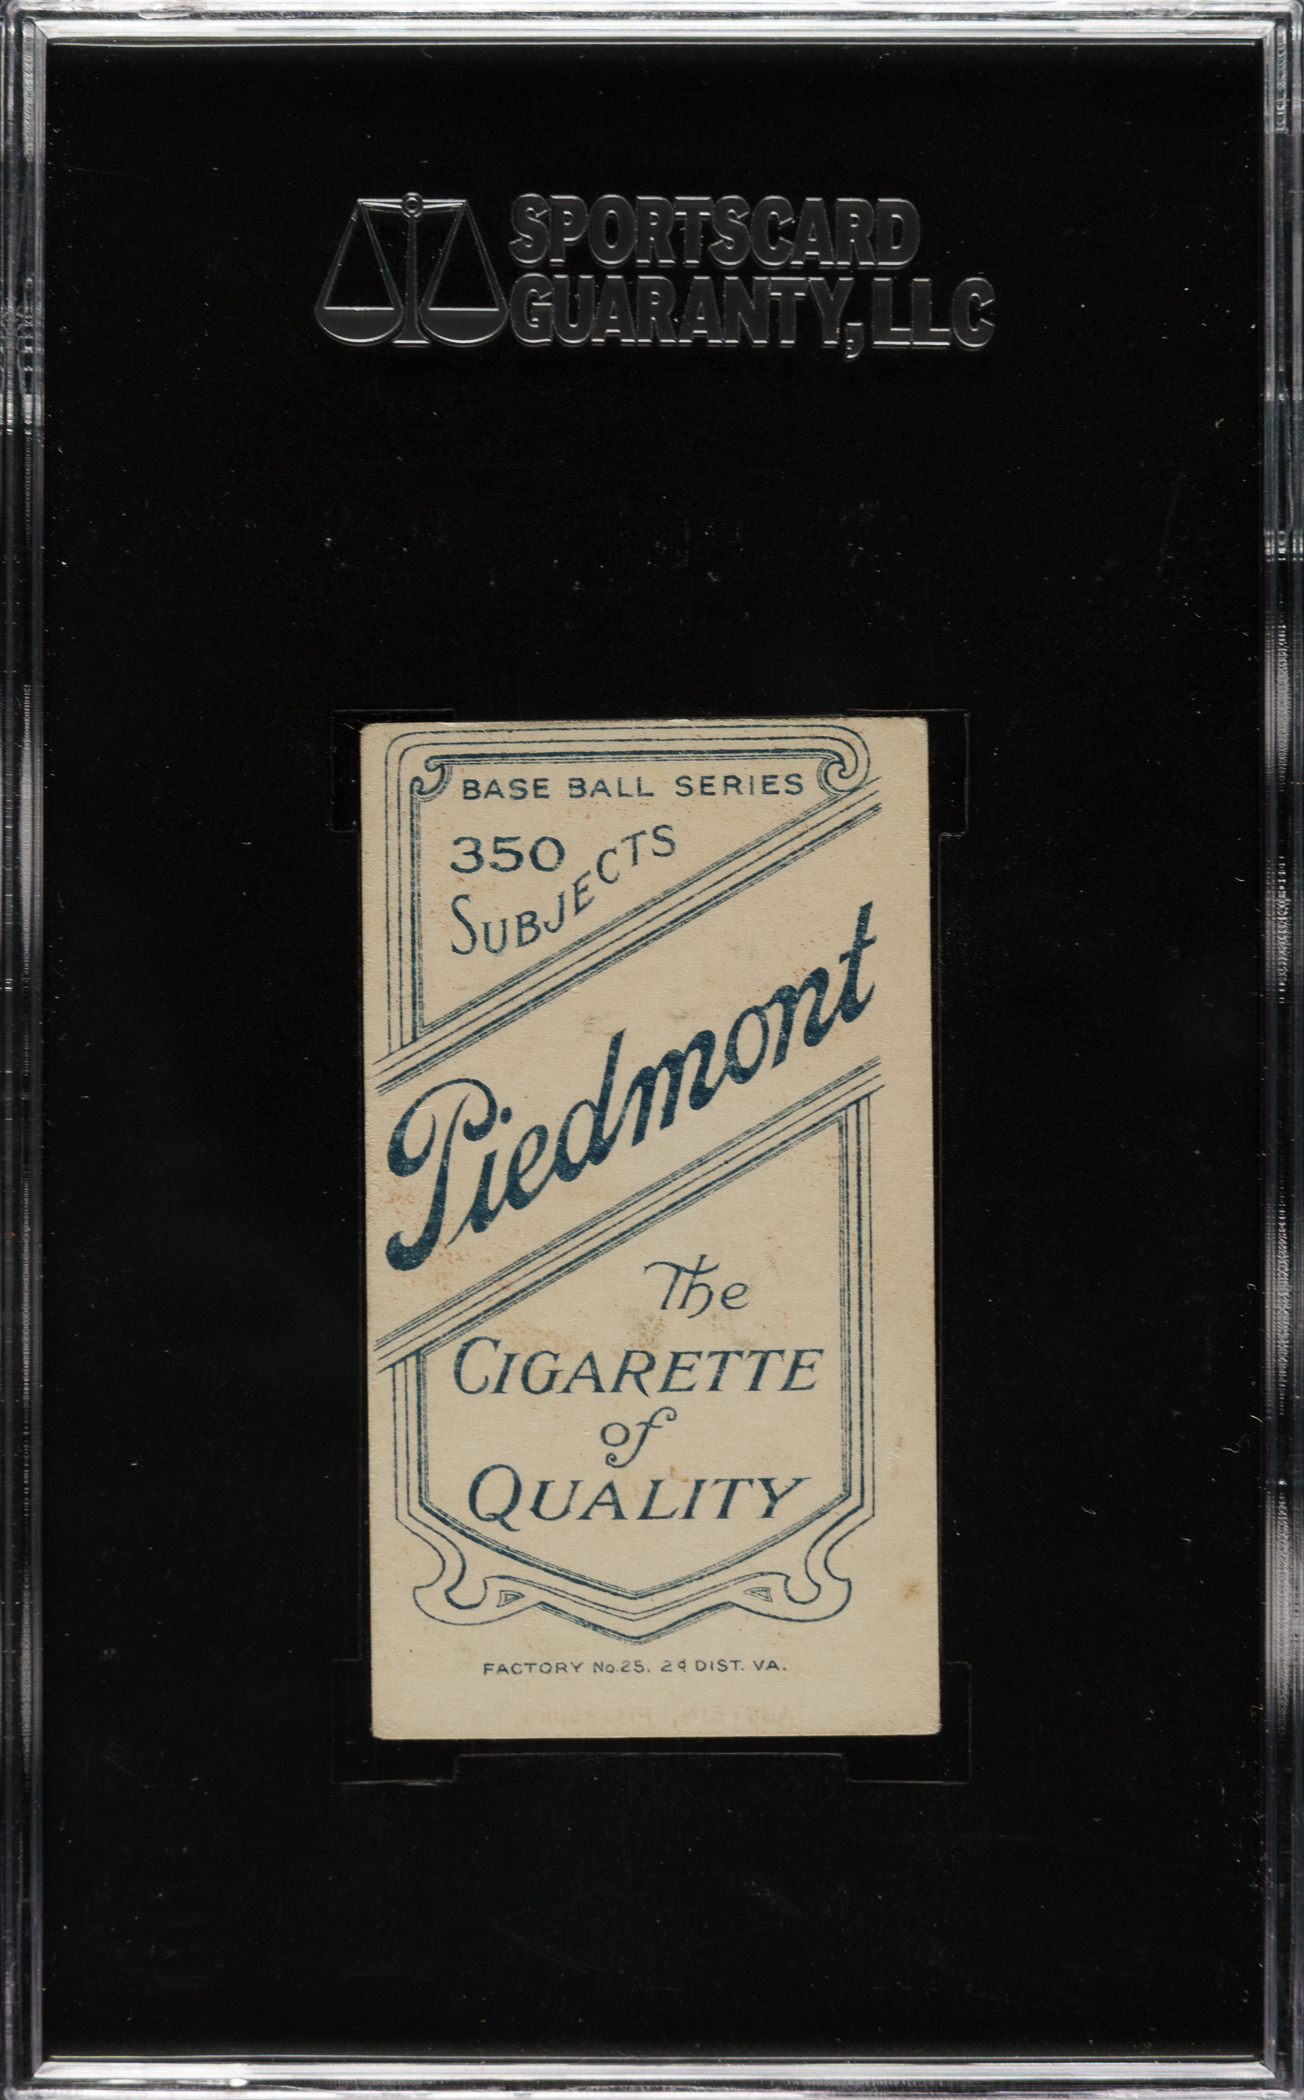 SPORTSCARD
GUARANTY, LLC
BASE BALL SERIES
350
SUBJECTS
Piedmont
The
CIGARETTE
of
QUALITY
FACTORY No.25. 2d DIST. VA.